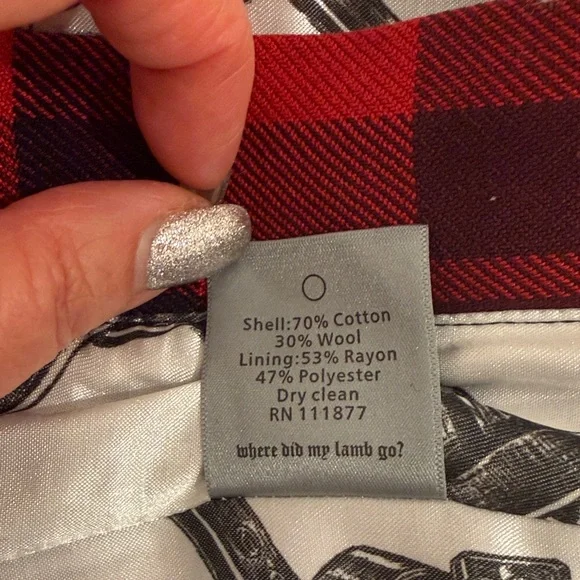 Shell:70% Cotton
30% Wool
Lining:53% Rayon
47% Polyester
Dry clean
RN 111877
where did my lamb go?